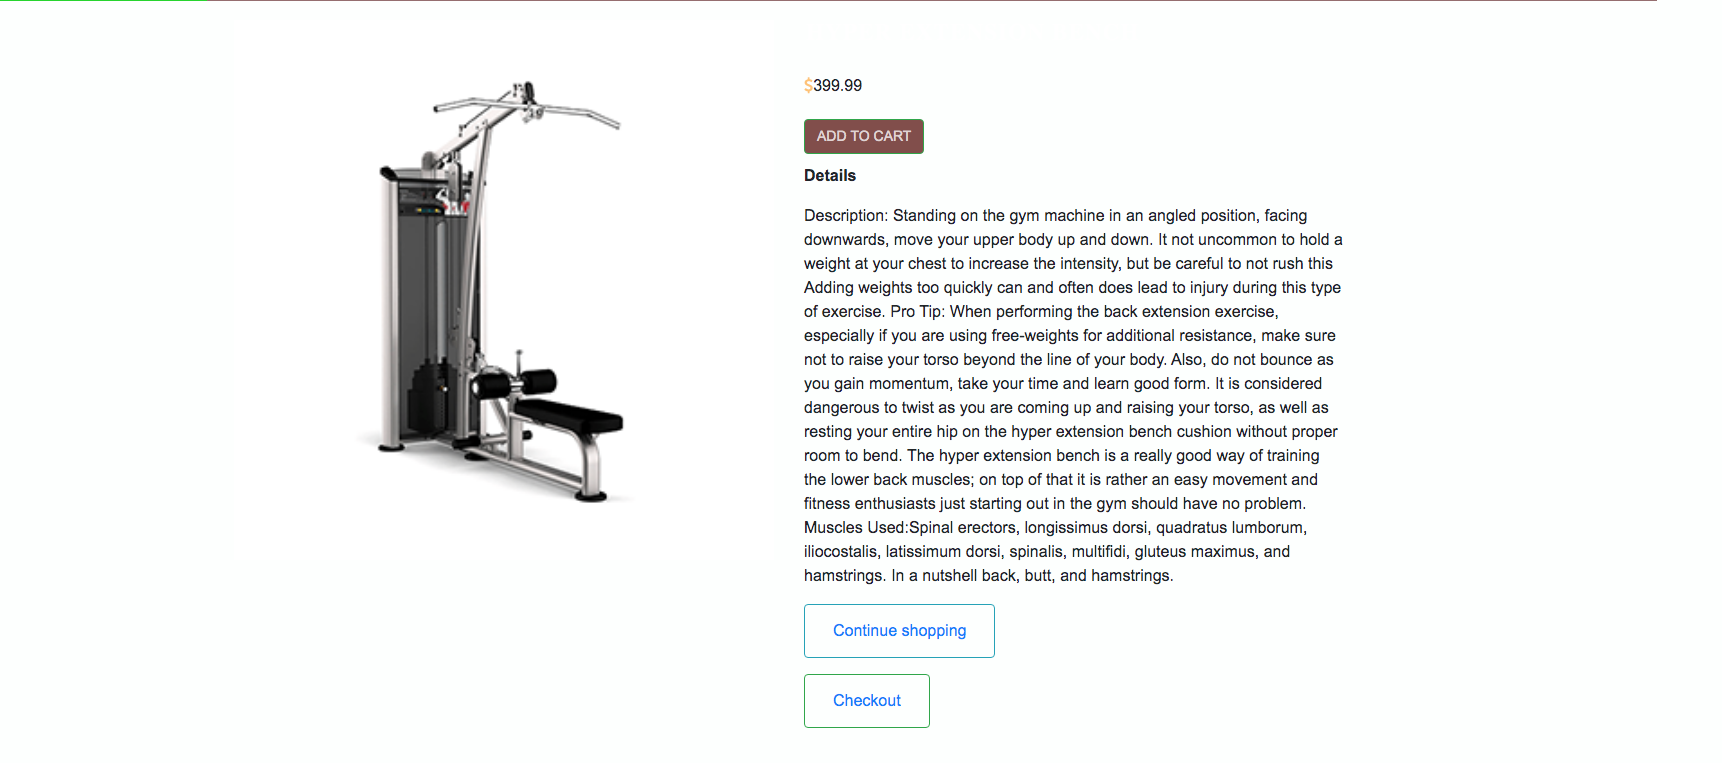 $399.99
ADD TO CART
Details
Description: Standing on the gym machine in an angled position, facing
downwards, move your upper body up and down. It not uncommon to hold a
weight at your chest to increase the intensity, but be careful to not rush this
Adding weights too quickly can and often does lead to injury during this type
of exercise. Pro Tip: When performing the back extension exercise,
especially if you are using free-weights for additional resistance, make sure
not to raise your torso beyond the line of your body. Also, do not bounce as
you gain momentum, take your time and learn good form. It is considered
dangerous to twist as you are coming up and raising your torso, as well as
resting your entire hip on the hyper extension bench cushion without proper
room to bend. The hyper extension bench is a really good way of training
the lower back muscles; on top of that it is rather an easy movement and
fitness enthusiasts just starting out in the gym should have no problem.
Muscles Used:Spinal erectors, longissimus dorsi, quadratus lumborum,
iliocostalis, latissimum dorsi, spinalis, multifidi, gluteus maximus, and
hamstrings. In a nutshell back, butt, and hamstrings.
Continue shopping
Checkout